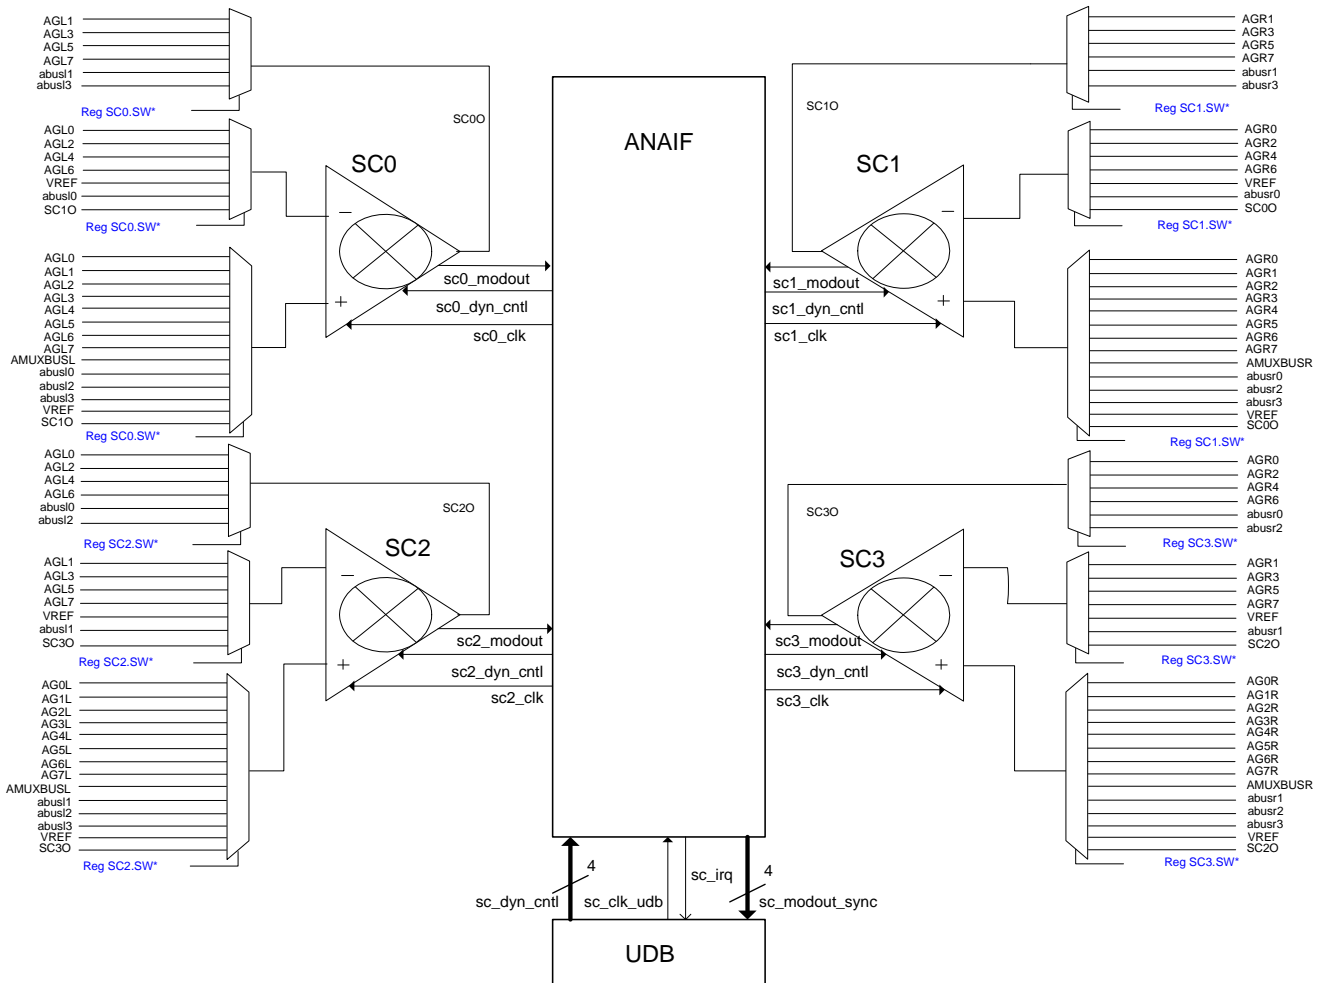 AGL1
AGL3
AGL5
AGL7
abusl1
abusl3
Reg SC0.SW*
AGL0
AGL2
AGL4
AGL6
VREF
abusl0
SC1O
Reg SC0.SW*
AGL0
AGL1
AGL2
AGL3
AGL4
AGL5
AGL6
AGL7
AMUXBUSL
abusl0
abusl2
abusl3
VREF
SC1O
Reg SC0.SW*
AGL0
AGL2
AGL4
AGL6
abusl0
abusl2
Reg SC2.SW*
AGL1
AGL3
AGL5
AGL7
VREF
abusl1
SC3O
Reg SC2.SW*
AG0L
AG1L
AG2L
AG3L
AG4L
AG5L
AG6L
AG7L
AMUXBUSL
abusl1
abusl2
abusl3
VREF
SC3O
Reg SC2.SW*
SC0O
SC0
−
+
sc0_modout
sc0_dyn_cntl
sc0_clk
SC2O
SC2
−
+
sc2_modout
sc2_dyn_cntl
sc2_clk
ANAIF
SC1O
SC1
−
+
sc1_modout
sc1_dyn_cntl
sc1_clk
SC3O
SC3
−
+
sc3_modout
sc3_dyn_cntl
sc3_clk
AGR1
AGR3
AGR5
AGR7
abusr1
abusr3
Reg SC1.SW*
AGR0
AGR2
AGR4
AGR6
VREF
abusr0
SC0O
Reg SC1.SW*
AGR0
AGR1
AGR2
AGR3
AGR4
AGR5
AGR6
AGR7
AMUXBUSR
abusr0
abusr2
abusr3
VREF
SC0O
Reg SC1.SW*
AGR0
AGR2
AGR4
AGR6
abusr0
abusr2
Reg SC3.SW*
AGR1
AGR3
AGR5
AGR7
VREF
abusr1
SC2O
Reg SC3.SW*
AG0R
AG1R
AG2R
AG3R
AG4R
AG5R
AG6R
AG7R
AMUXBUSR
abusr1
abusr2
abusr3
VREF
SC2O
Reg SC3.SW*
4
sc_dyn_cntl
sc_clk_udb
sc_irq
4
sc_modout_sync
UDB